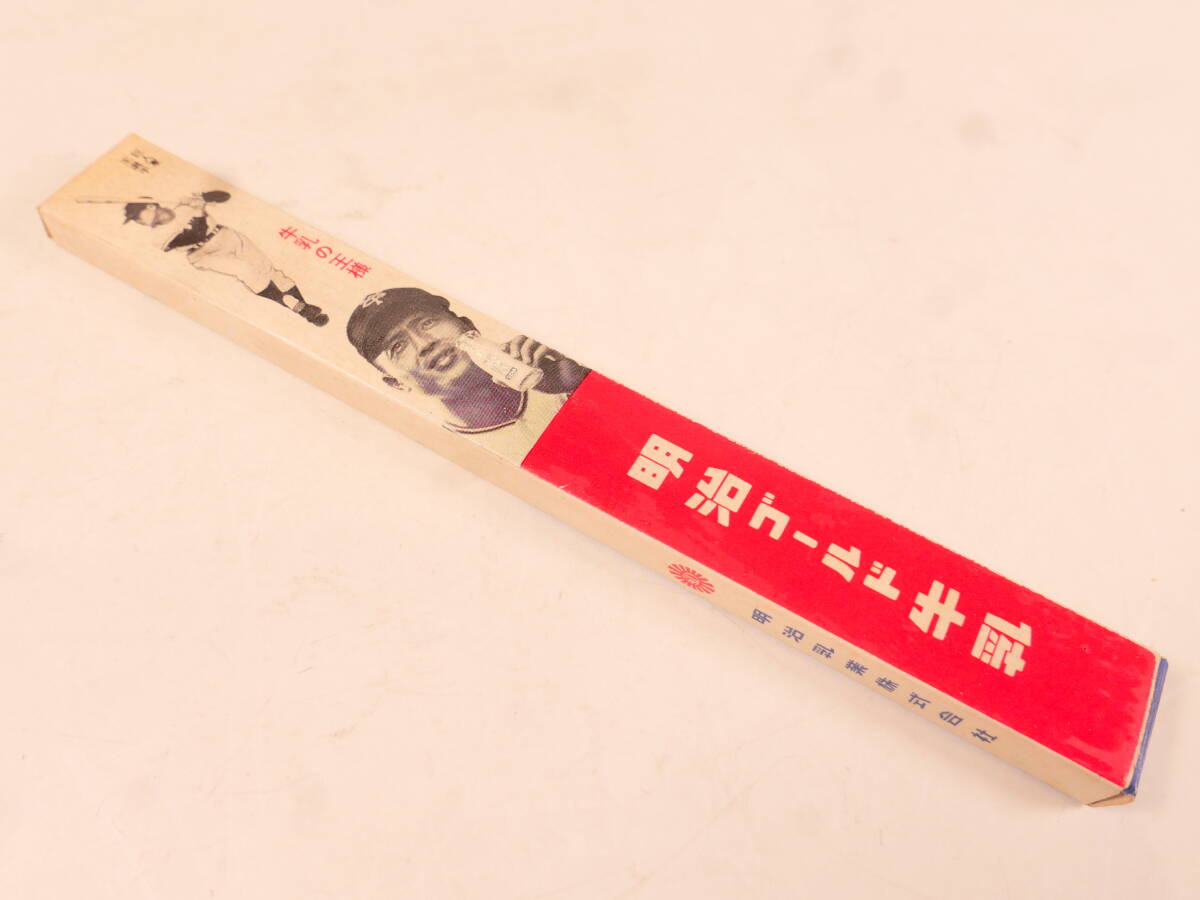 牛乳の王様
明治ゴールド牛乳
明治乳業株式会社